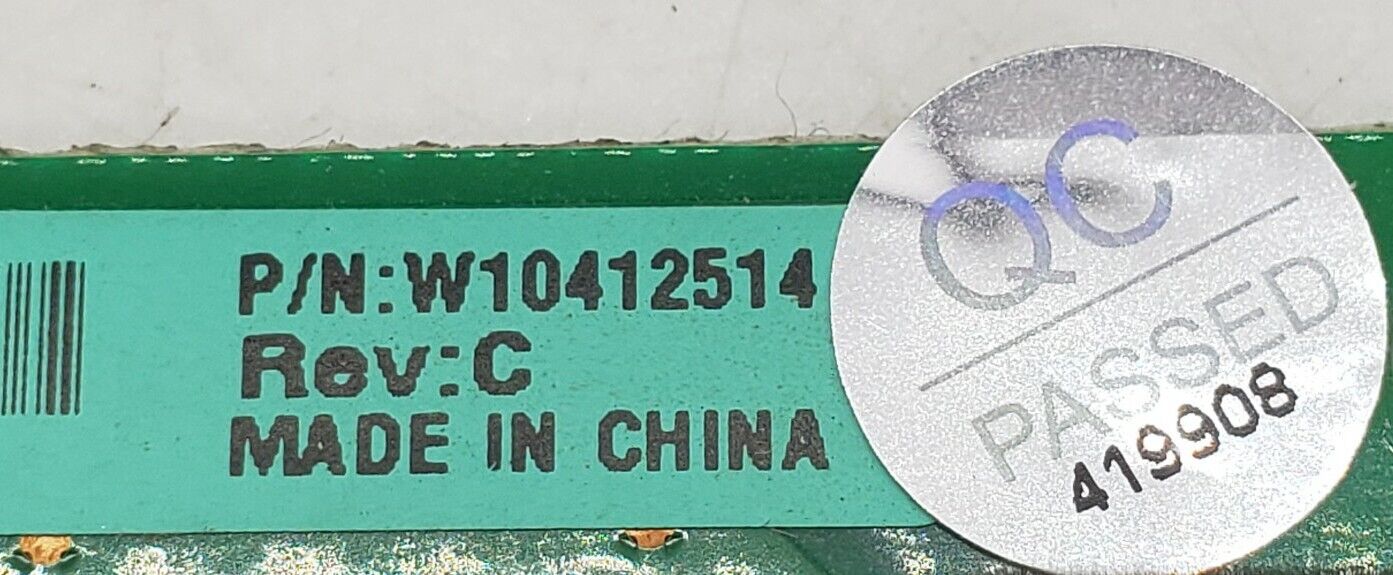 P/N:W10412514
Rev:C
MADE IN CHINA
QC
PASSED
419908